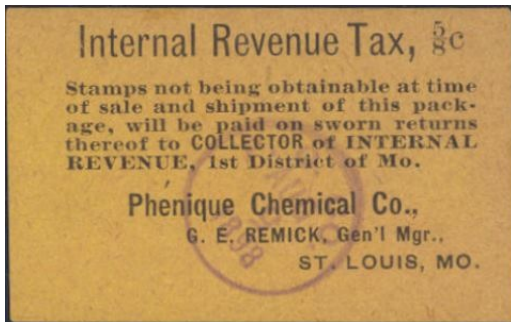 Internal Revenue Tax, ⅝c
Stamps not being obtainable at time
of sale and shipment of this pack-
age, will be paid on sworn returns
thereof to COLLECTOR of INTERNAL
REVENUE, 1st District of Mo.
Phenique Chemical Co.,
G. E. REMICK, Gen'l Mgr.,
ST. LOUIS, MO.
1898